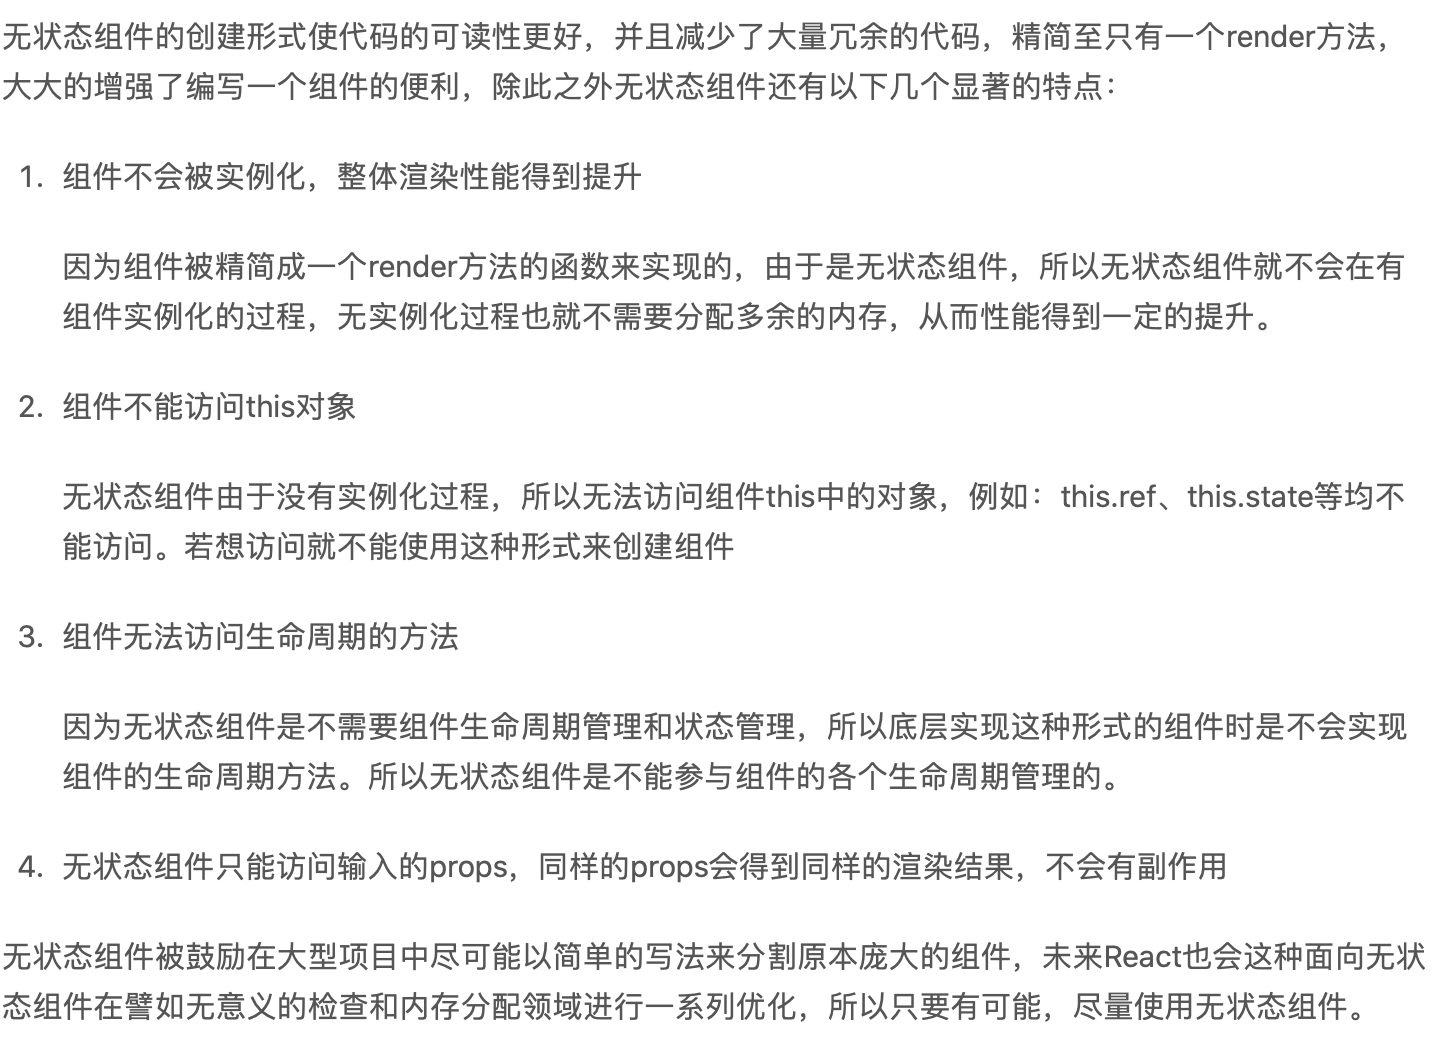 无状态组件的创建形式使代码的可读性更好，并且减少了大量冗余的代码，精简至只有一个render方法，
大大的增强了编写一个组件的便利，除此之外无状态组件还有以下几个显著的特点：
1. 组件不会被实例化，整体渲染性能得到提升
因为组件被精简成一个render方法的函数来实现的，由于是无状态组件，所以无状态组件就不会在有
组件实例化的过程，无实例化过程也就不需要分配多余的内存，从而性能得到一定的提升。
2. 组件不能访问this对象
无状态组件由于没有实例化过程，所以无法访问组件this中的对象，例如：this.ref、this.state等均不
能访问。若想访问就不能使用这种形式来创建组件
3. 组件无法访问生命周期的方法
因为无状态组件是不需要组件生命周期管理和状态管理，所以底层实现这种形式的组件时是不会实现
组件的生命周期方法。所以无状态组件是不能参与组件的各个生命周期管理的。
4. 无状态组件只能访问输入的props，同样的props会得到同样的渲染结果，不会有副作用
无状态组件被鼓励在大型项目中尽可能以简单的写法来分割原本庞大的组件，未来React也会这种面向无状
态组件在譬如无意义的检查和内存分配领域进行一系列优化，所以只要有可能，尽量使用无状态组件。